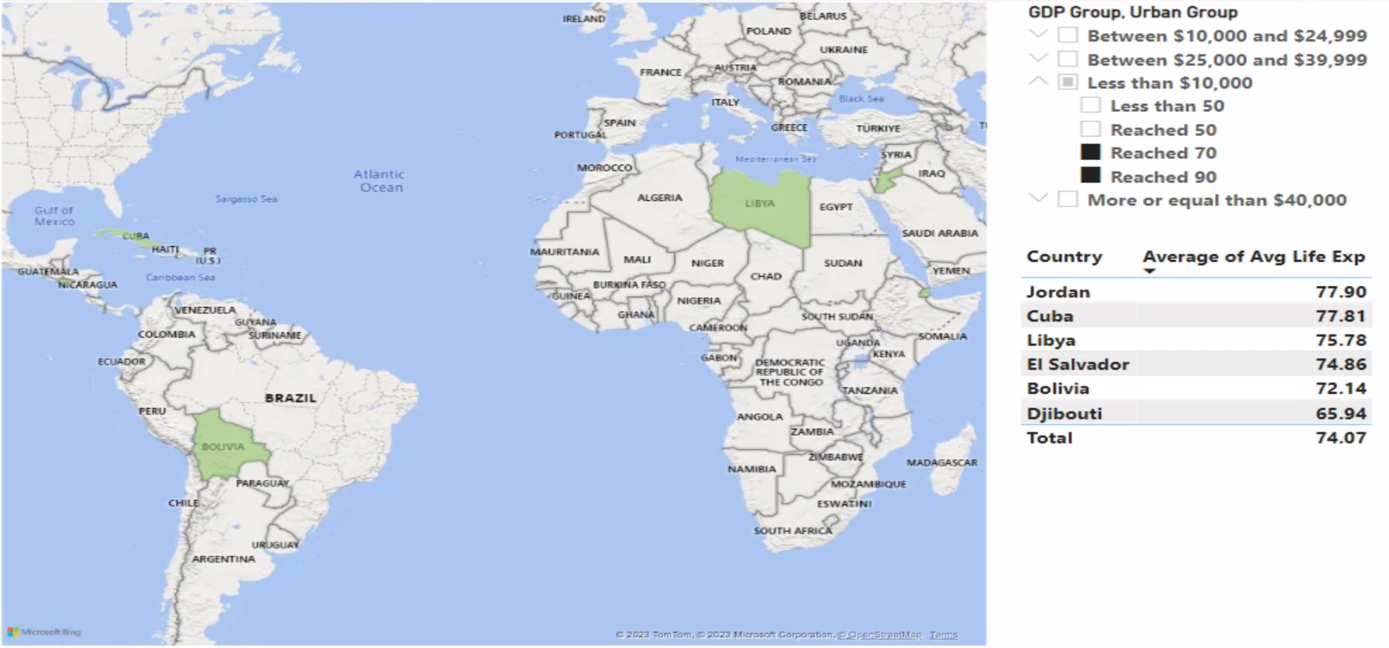 IRELAND
BELARUS
POLAND
UKRAINE
FRANCE
AUSTRIA
ROMANIA
ITALY
Black Sea
SPAIN
PORTUGAL
GREECE
TÜRKIYE
Mediterranean Sea
SYRIA
MOROCCO
IRAQ
Atlantic
Ocean
Sargasso Sea
ALGERIA
LIBYA
EGYPT
Gulf of
Mexico
CUBA
HAITI
PR
(U.S.)
SAUDI ARABIA
MAURITANIA
MALI
NIGER
CHAD
SUDAN
YEMEN
GUATEMALA
Caribbean Sea
NICARAGUA
BURKINA FASO
GUINEA
NIGERIA
GHANA
VENEZUELA
GUYANA
COLOMBIA
SURINAME
SOUTH SUDAN
CAMEROON
SOMALIA
ECUADOR
GABON
UGANDA
KENYA
DEMOCRATIC
REPUBLIC OF
THE CONGO
TANZANIA
BRAZIL
PERU
ANGOLA
ZAMBIA
BOLIVIA
ZIMBABWE
MADAGASCAR
NAMIBIA
PARAGUAY
MOZAMBIQUE
CHILE
ESWATINI
SOUTH AFRICA
URUGUAY
ARGENTINA
Microsoft Bing
© 2023 TomTom, © 2023 Microsoft Corporation, © OpenStreetMap Terms
GDP Group, Urban Group
Between $10,000 and $24,999
Between $25,000 and $39,999
Less than $10,000
Less than 50
Reached 50
Reached 70
Reached 90
More or equal than $40,000
Country Average of Avg Life Exp
Jordan 77.90
Cuba 77.81
Libya 75.78
El Salvador 74.86
Bolivia 72.14
Djibouti 65.94
Total 74.07